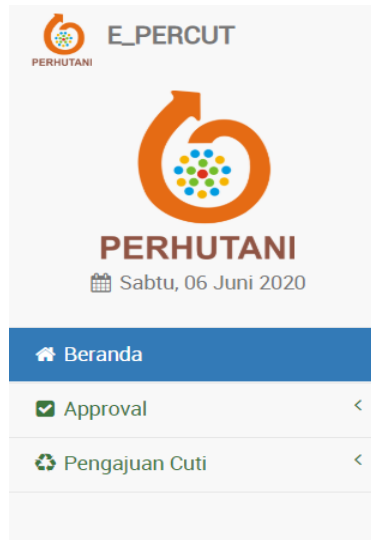 PERHUTANI
E_PERCUT
PERHUTANI
Sabtu, 06 Juni 2020
Beranda
Approval
Pengajuan Cuti